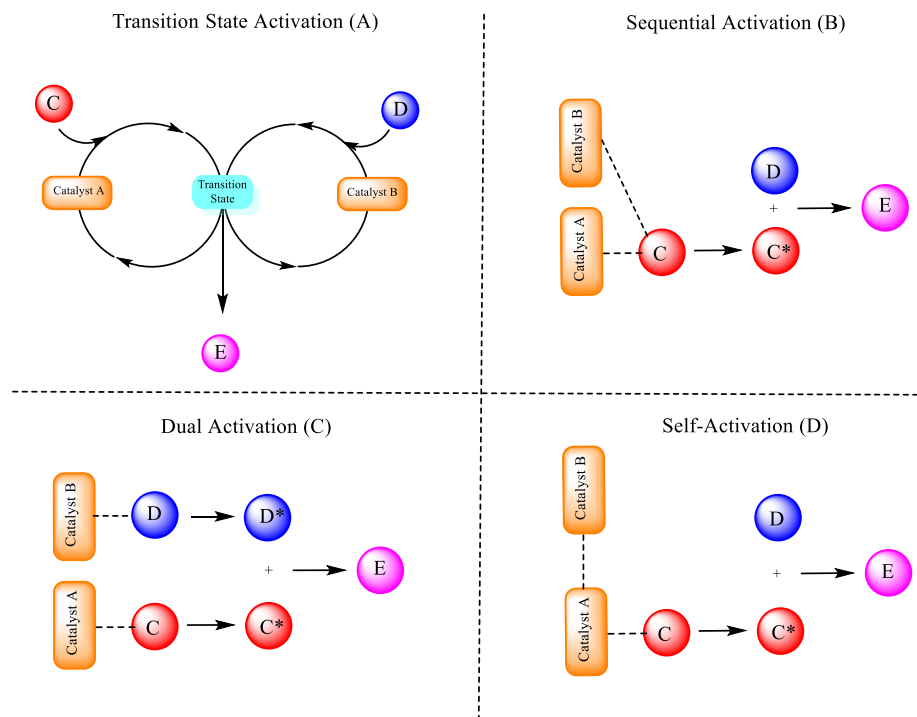 Transition State Activation (A)
C
D
Catalyst A
Transition
State
Catalyst B
E
Sequential Activation (B)
Catalyst B
Catalyst A
D
+
C
C*
E
Dual Activation (C)
Catalyst B
D
D*
+
E
Catalyst A
C
C*
Self-Activation (D)
Catalyst B
D
+
E
Catalyst A
C
C*